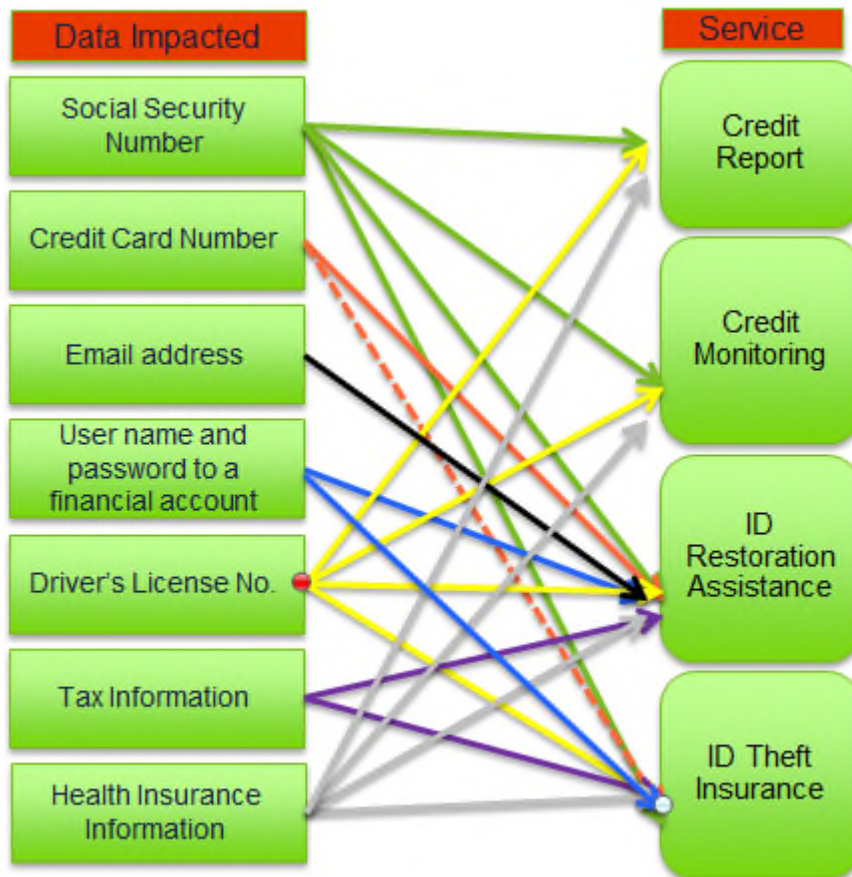 Data Impacted
Social Security
Number
Credit Card Number
Email address
User name and
password to a
financial account
Driver's License No.
Tax Information
Health Insurance
Information
Service
Credit
Report
Credit
Monitoring
ID
Restoration
Assistance
ID Theft
Insurance